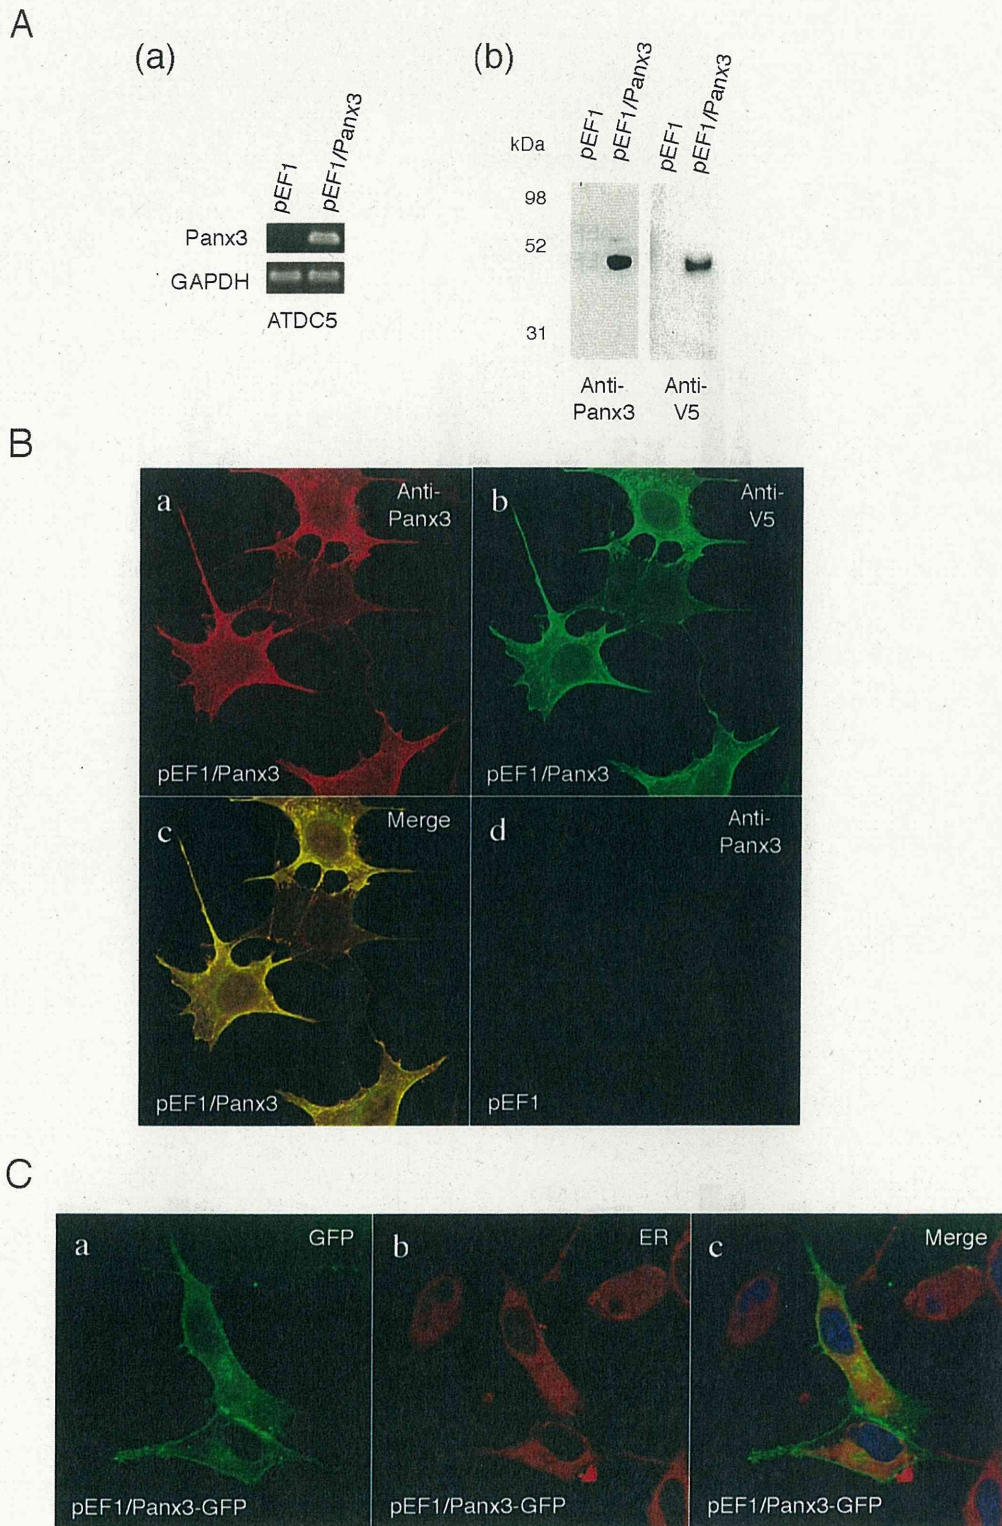 A
(a)
pEF1
pEF1/Panx3
Panx3
GAPDH
ATDC5
(b)
kDa
pEF1
pEF1/Panx3
pEF1
pEF1/Panx3
98
52
31
Anti-
Panx3
Anti-
V5
B
a
Anti-
Panx3
pEF1/Panx3
b
Anti-
V5
pEF1/Panx3
c
Merge
pEF1/Panx3
d
Anti-
Panx3
pEF1
C
a
GFP
pEF1/Panx3-GFP
b
ER
pEF1/Panx3-GFP
c
Merge
pEF1/Panx3-GFP